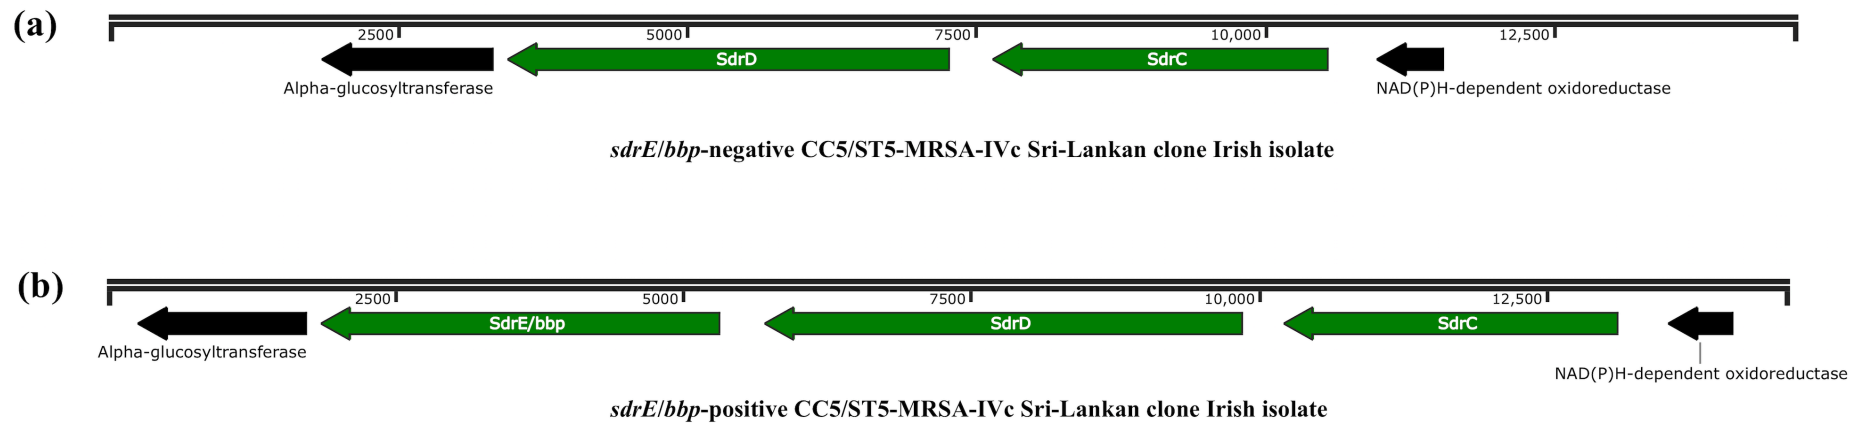 (a)
2500 5000 7500 10,000 12,500
SdrD SdrC
Alpha-glucosyltransferase NAD(P)H-dependent oxidoreductase
sdrE/bbp-negative CC5/ST5-MRSA-IVc Sri-Lankan clone Irish isolate
(b)
2500 5000 7500 10,000 12,500
SdrE/bbp SdrD SdrC
Alpha-glucosyltransferase
NAD(P)H-dependent oxidoreductase
sdrE/bbp-positive CC5/ST5-MRSA-IVc Sri-Lankan clone Irish isolate